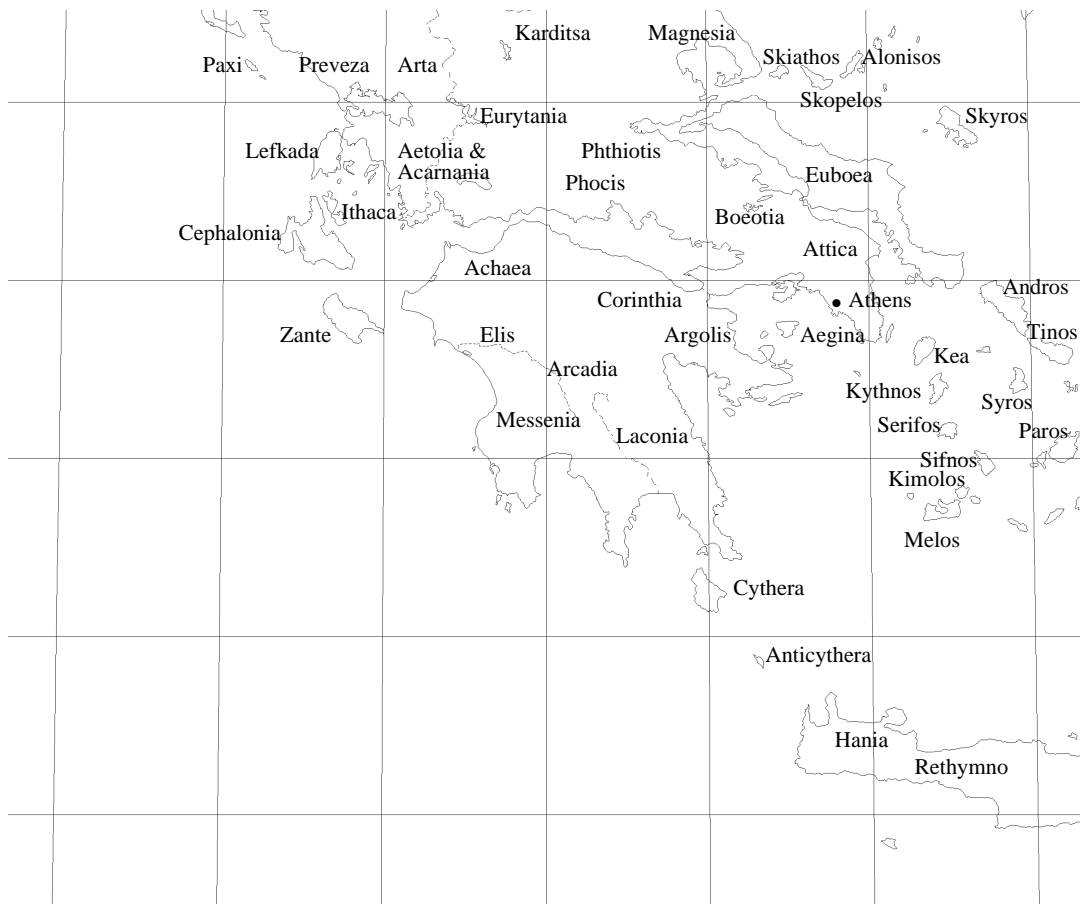 Karditsa
Magnesia
Paxi
Preveza
Arta
Skiathos
Alonisos
Skopelos
Eurytania
Skyros
Lefkada
Aetolia &
Acarnania
Phthiotis
Phocis
Euboea
Ithaca
Boeotia
Cephalonia
Attica
Achaea
Andros
Corinthia
Athens
Zante
Elis
Argolis
Aegina
Tinos
Kea
Arcadia
Kythnos
Syros
Messenia
Serifos
Laconia
Paros
Sifnos
Kimolos
Melos
Cythera
Anticythera
Hania
Rethymno